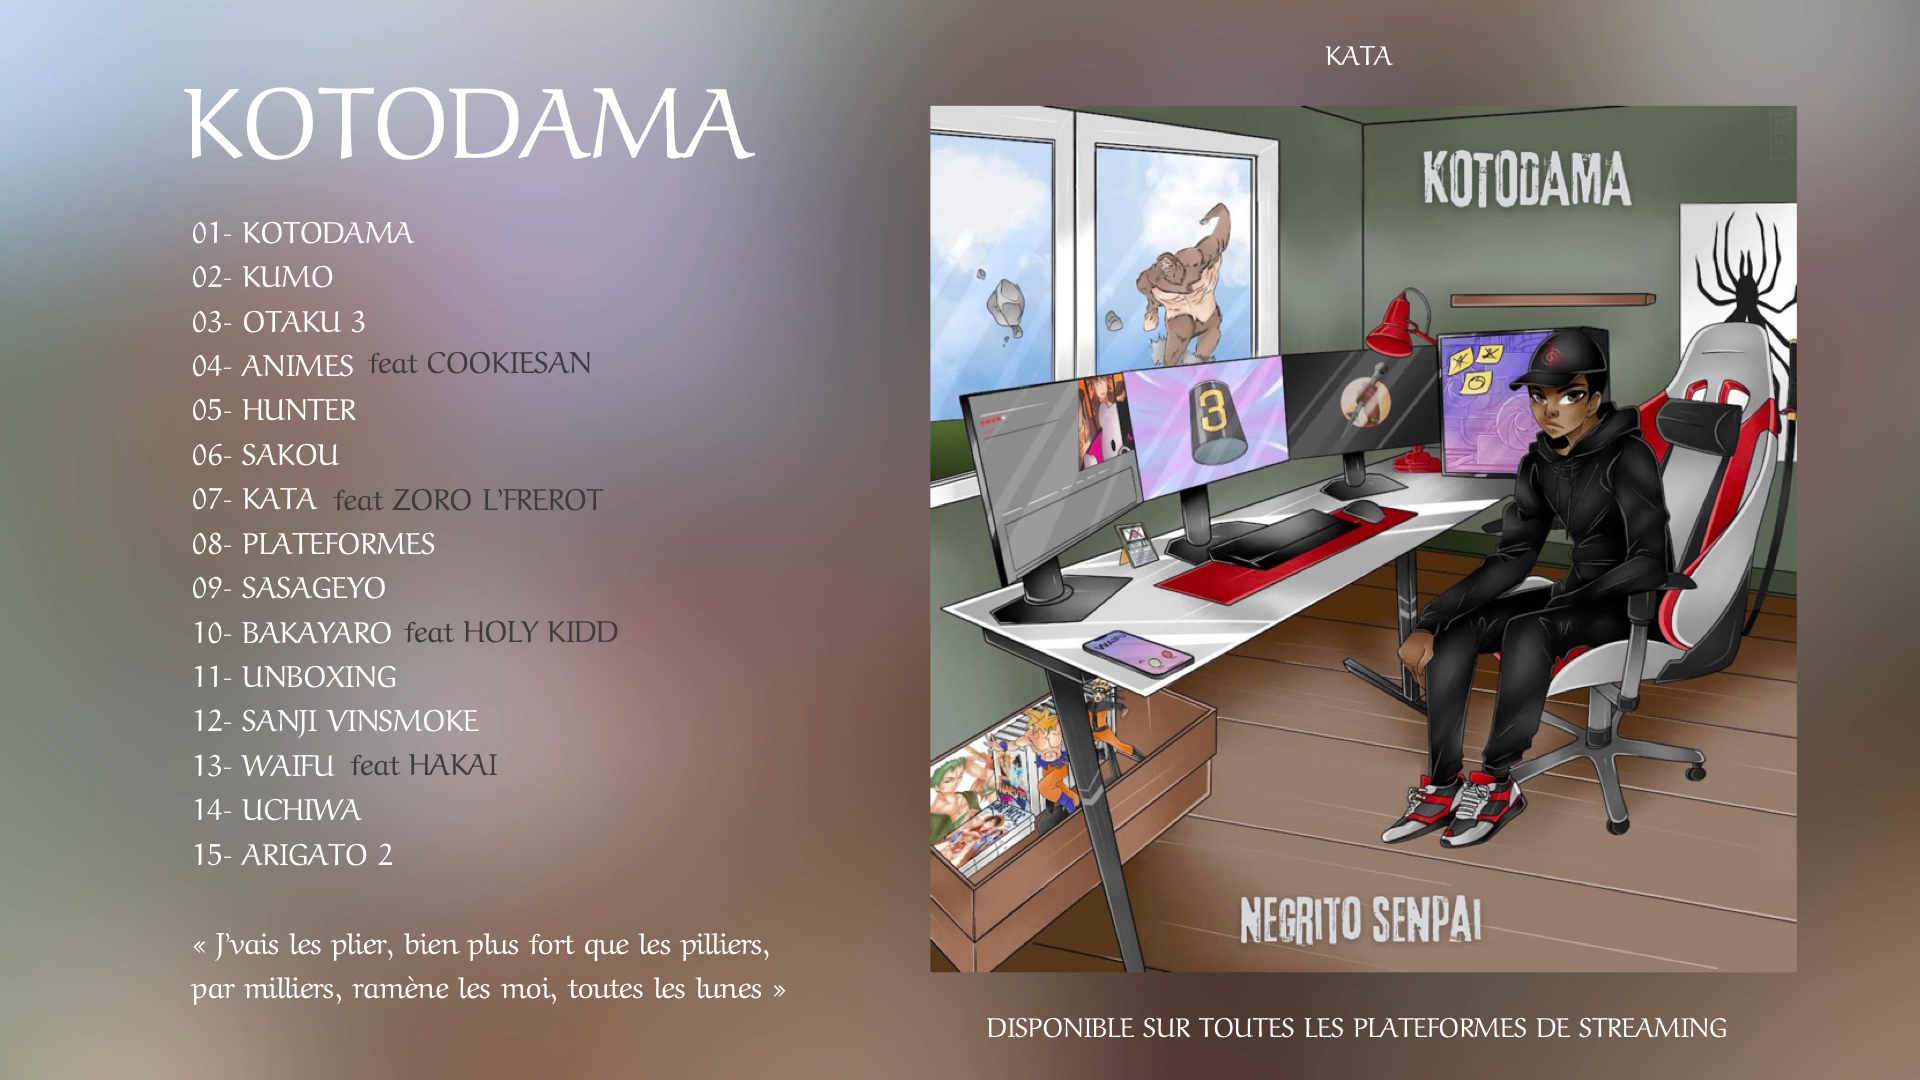 KOTODAMA
01- KOTODAMA
02- KUMO
03- OTAKU 3
04- ANIMES feat COOKIESAN
05- HUNTER
06- SAKOU
07- KATA feat ZORO L'FREROT
08- PLATEFORMES
09- SASAGEYO
10- BAKAYARO feat HOLY KIDD
11- UNBOXING
12- SANJI VINSMOKE
13- WAIFU feat HAKAI
14- UCHIWA
15- ARIGATO 2
« J'vais les plier, bien plus fort que les pilliers,
par milliers, ramène les moi, toutes les lunes »
KATA
KOTODAMA
3
WAIFU
NEGRITO SENPAI
DISPONIBLE SUR TOUTES LES PLATEFORMES DE STREAMING